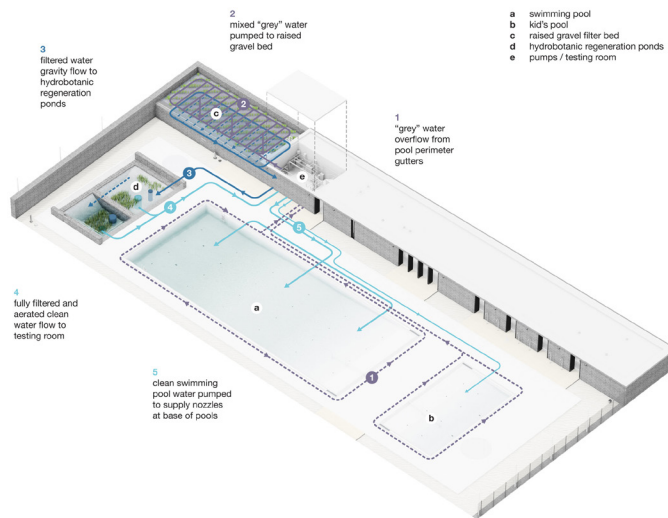 2
mixed “grey” water
pumped to raised
gravel bed
a swimming pool
b kid's pool
c raised gravel filter bed
d hydrobotanic regeneration ponds
e pumps / testing room
3
filtered water
gravity flow to
hydrobotanic
regeneration
ponds
1
“grey” water
overflow from
pool perimeter
gutters
2
c
e
3
d
4
5
a
4
fully filtered and
aerated clean
water flow to
testing room
5
clean swimming
pool water pumped
to supply nozzles
at base of pools
1
b